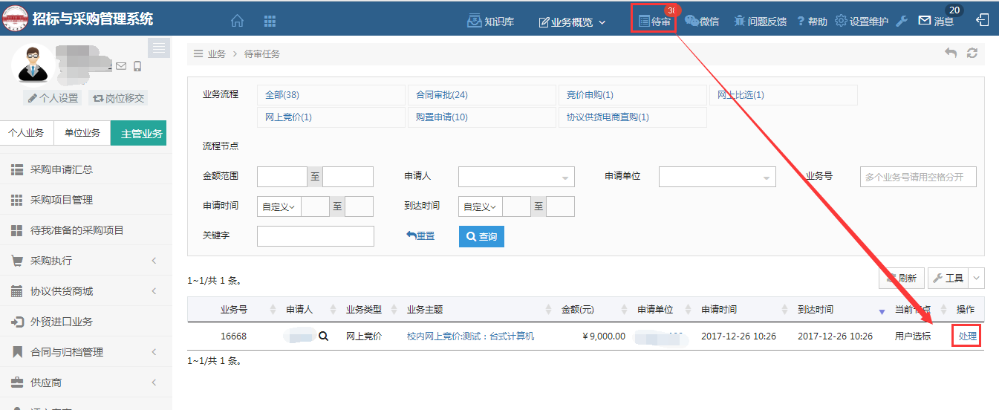 招标与采购管理系统
知识库 业务概览 待审 微信 问题反馈 ? 帮助 设置维护 消息 20
个人设置 岗位移交
个人业务 单位业务 主管业务
采购申请汇总
采购项目管理
待我准备的采购项目
采购执行
协议供货商城
外贸进口业务
合同与归档管理
供应商
业务 > 待审任务
业务流程 全部(38) 合同审批(24) 竞价申购(1) 网上比选(1)
网上竞价(1) 购置申请(10) 协议供货电商直购(1)
流程节点
金额范围 至 申请人 申请单位 业务号 多个业务号请用空格分开
申请时间 自定义 至 到达时间 自定义 至
关键字 重置 查询
1~1/共 1 条。
刷新 工具
业务号 申请人 业务类型 业务主题 金额(元) 申请单位 申请时间 到达时间 当前节点 操作
16668 网上竞价 校内网上竞价:测试：台式计算机 ¥9,000.00 2017-12-26 10:26 2017-12-26 10:26 用户选标 处理
1~1/共 1 条。